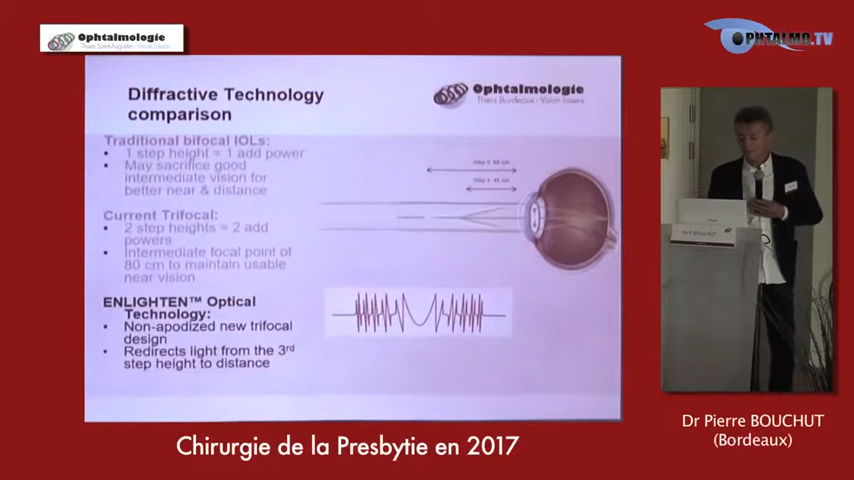 Ophtalmologie
Thiers Saint-Augustin - Vision Lasers
OPHTALMO.TV
Diffractive Technology
comparison
Ophtalmologie
Thiers Bordeaux - Vision Lasers
Traditional bifocal IOLs:
• 1 step height = 1 add power
• May sacrifice good
intermediate vision for
better near & distance
Current Trifocal:
• 2 step heights = 2 add
powers
• Intermediate focal point of
80 cm to maintain usable
near vision
ENLIGHTEN™ Optical
Technology:
• Non-apodized new trifocal
design
• Redirects light from the 3rd
step height to distance
Dr P. BOUCHUT
Dr Pierre BOUCHUT
(Bordeaux)
Chirurgie de la Presbytie en 2017